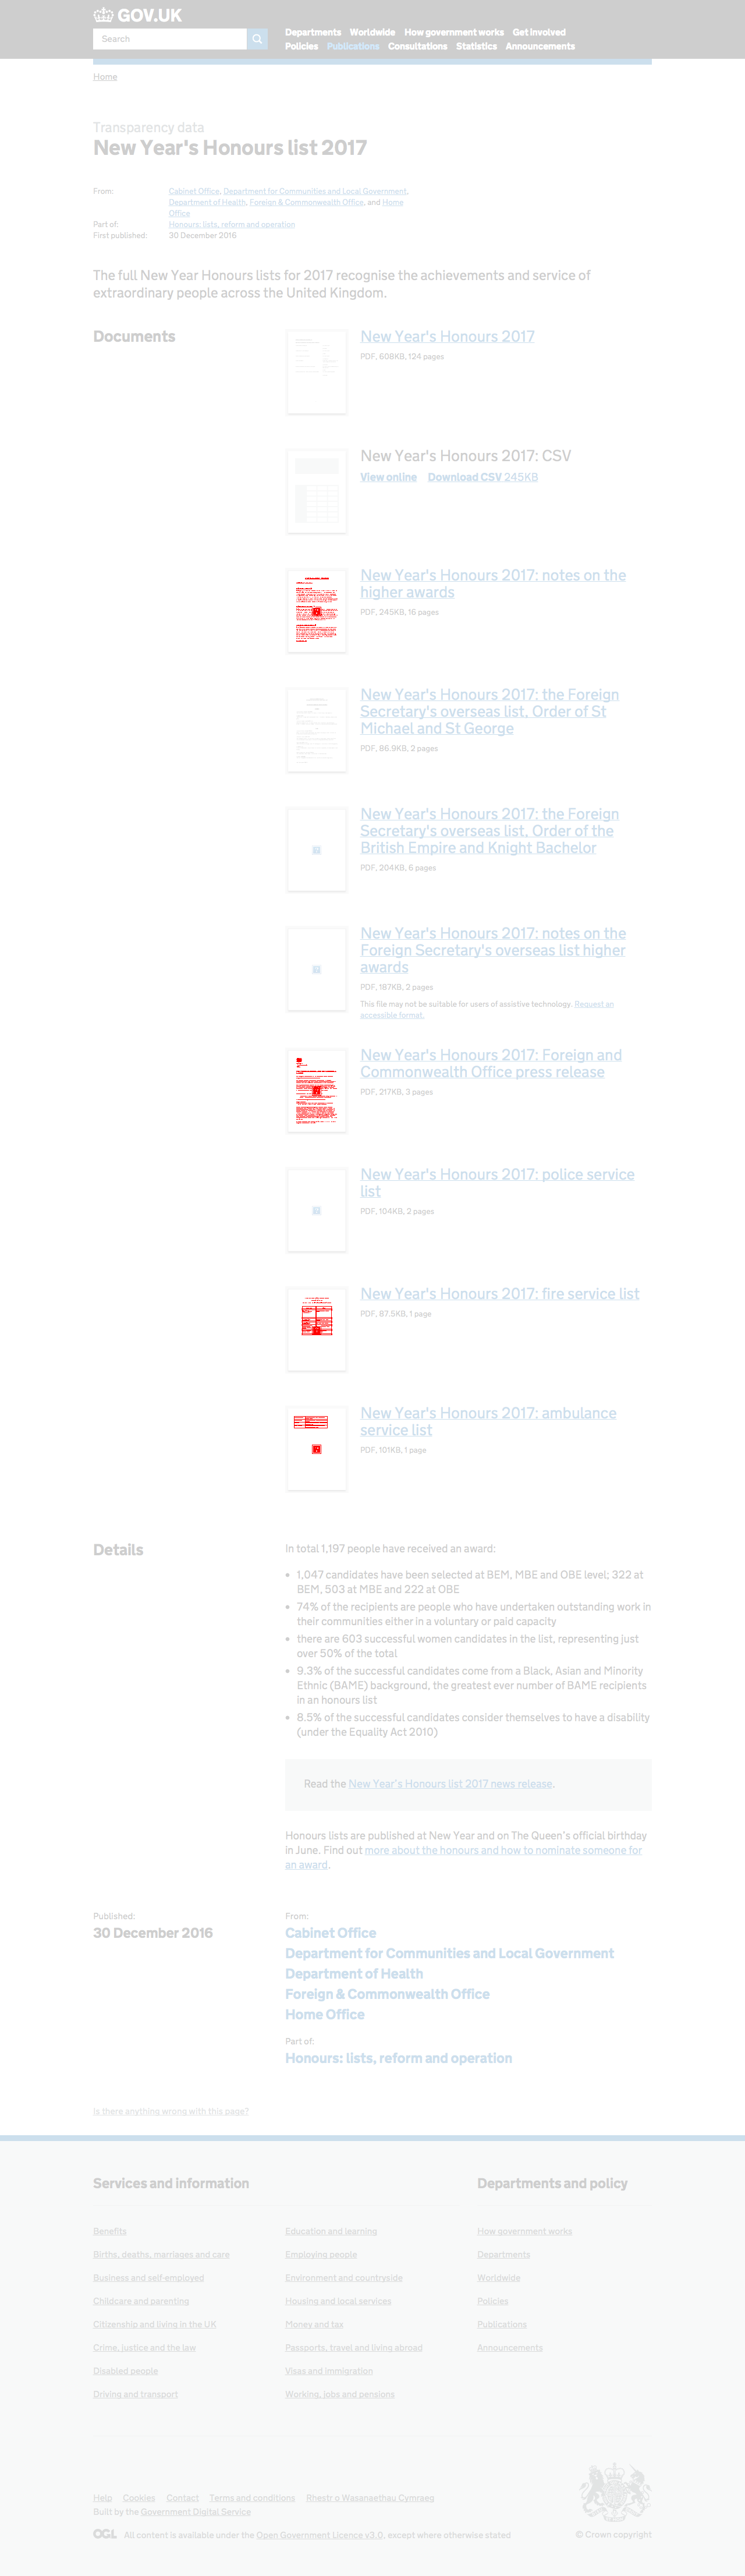 GOV.UK
Search
Departments Worldwide How government works Get involved
Policies Publications Consultations Statistics Announcements
Home
Transparency data
New Year's Honours list 2017
From: Cabinet Office, Department for Communities and Local Government,
Department of Health, Foreign & Commonwealth Office, and Home
Office
Part of: Honours: lists, reform and operation
First published: 30 December 2016
The full New Year Honours lists for 2017 recognise the achievements and service of
extraordinary people across the United Kingdom.
Documents
New Year's Honours 2017
PDF, 608KB, 124 pages
New Year's Honours 2017: CSV
View online Download CSV 245KB
New Year's Honours 2017: notes on the
higher awards
PDF, 245KB, 16 pages
New Year's Honours 2017: the Foreign
Secretary's overseas list, Order of St
Michael and St George
PDF, 86.9KB, 2 pages
New Year's Honours 2017: the Foreign
Secretary's overseas list, Order of the
British Empire and Knight Bachelor
PDF, 204KB, 6 pages
New Year's Honours 2017: notes on the
Foreign Secretary's overseas list higher
awards
PDF, 187KB, 2 pages
This file may not be suitable for users of assistive technology. Request an
accessible format.
New Year's Honours 2017: Foreign and
Commonwealth Office press release
PDF, 217KB, 3 pages
New Year's Honours 2017: police service
list
PDF, 104KB, 2 pages
New Year's Honours 2017: fire service list
PDF, 87.5KB, 1 page
New Year's Honours 2017: ambulance
service list
PDF, 101KB, 1 page
Details
In total 1,197 people have received an award:
1,047 candidates have been selected at BEM, MBE and OBE level; 322 at
BEM, 503 at MBE and 222 at OBE
74% of the recipients are people who have undertaken outstanding work in
their communities either in a voluntary or paid capacity
there are 603 successful women candidates in the list, representing just
over 50% of the total
9.3% of the successful candidates come from a Black, Asian and Minority
Ethnic (BAME) background, the greatest ever number of BAME recipients
in an honours list
8.5% of the successful candidates consider themselves to have a disability
(under the Equality Act 2010)
Read the New Year's Honours list 2017 news release.
Honours lists are published at New Year and on The Queen's official birthday
in June. Find out more about the honours and how to nominate someone for
an award.
Published:
30 December 2016
From:
Cabinet Office
Department for Communities and Local Government
Department of Health
Foreign & Commonwealth Office
Home Office
Part of:
Honours: lists, reform and operation
Is there anything wrong with this page?
Services and information
Benefits
Births, deaths, marriages and care
Business and self-employed
Childcare and parenting
Citizenship and living in the UK
Crime, justice and the law
Disabled people
Driving and transport
Education and learning
Employing people
Environment and countryside
Housing and local services
Money and tax
Passports, travel and living abroad
Visas and immigration
Working, jobs and pensions
Departments and policy
How government works
Departments
Worldwide
Policies
Publications
Announcements
Help Cookies Contact Terms and conditions Rhestr o Wasanaethau Cymraeg
Built by the Government Digital Service
OGL All content is available under the Open Government Licence v3.0, except where otherwise stated
© Crown copyright